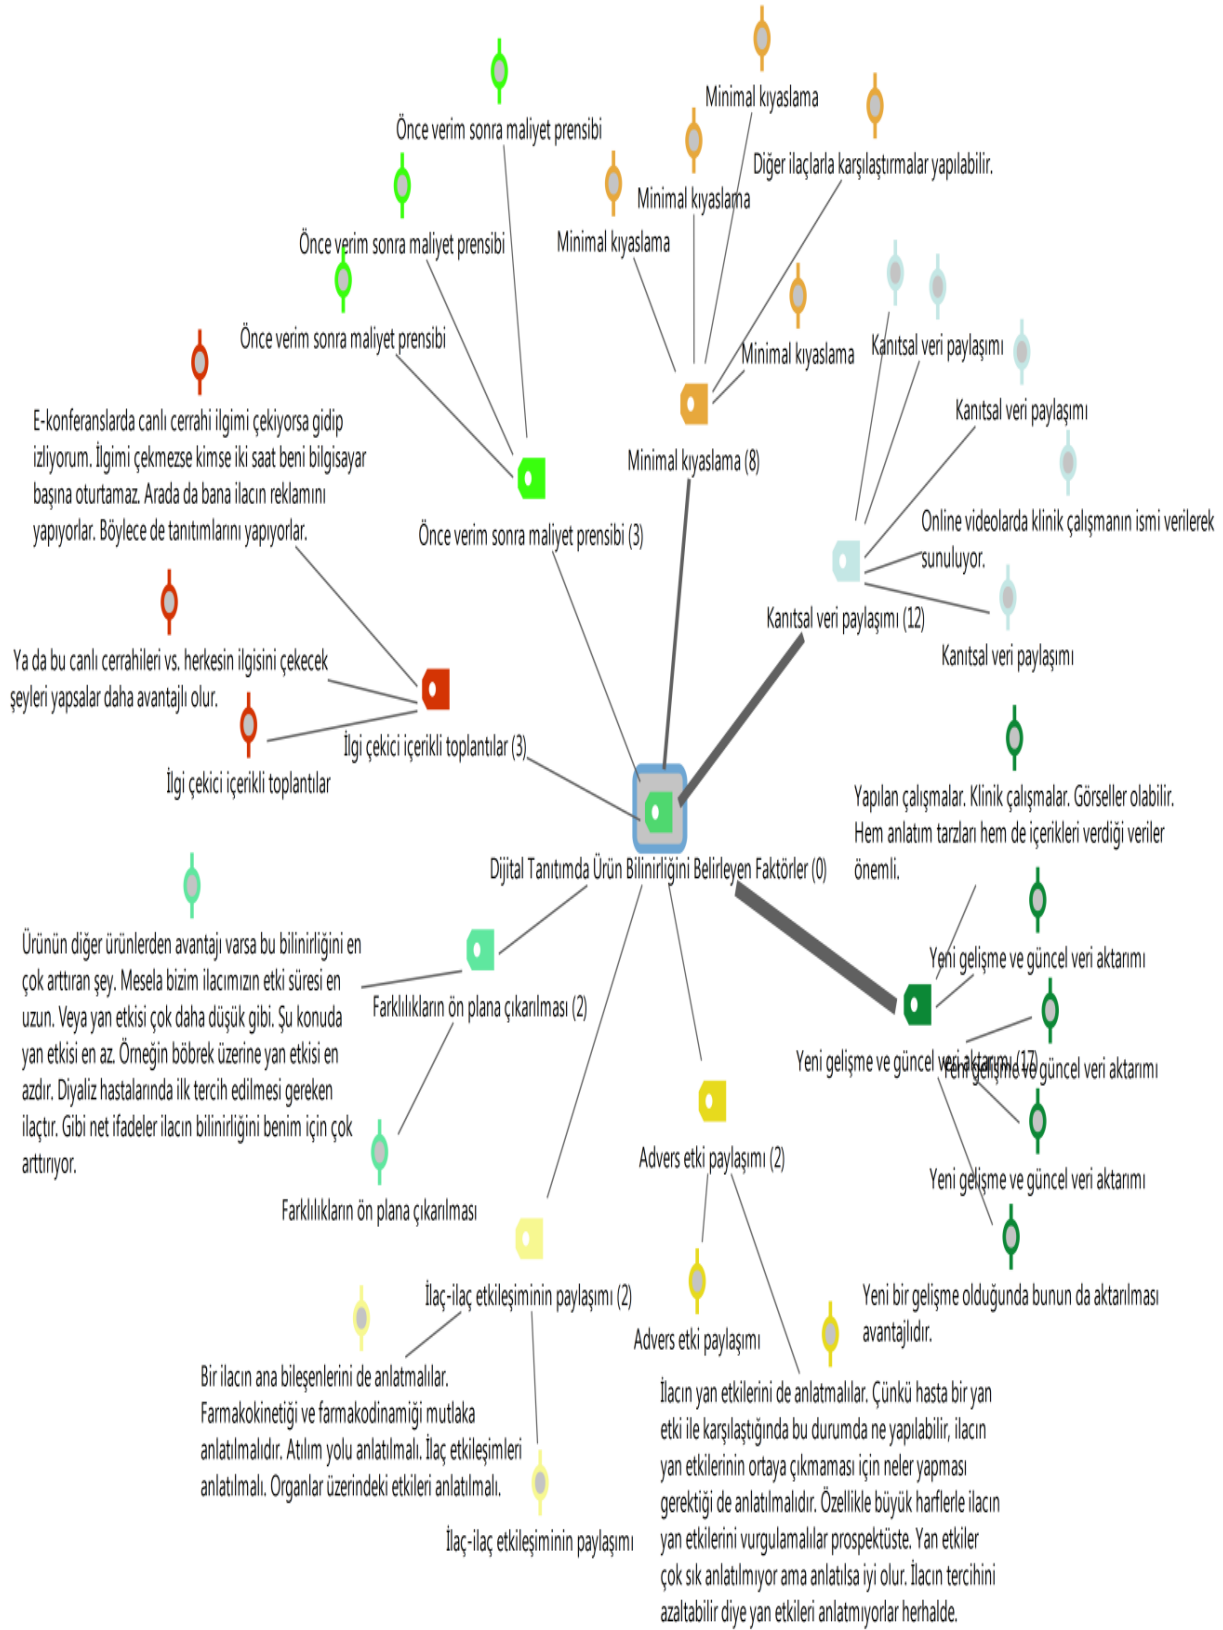 Minimal kıyaslama
Önce verim sonra maliyet prensibi
Diğer ilaçlarla karşılaştırmalar yapılabilir.
Minimal kıyaslama
Minimal kıyaslama
Önce verim sonra maliyet prensibi
Önce verim sonra maliyet prensibi
Minimal kıyaslama
Kanıtsal veri paylaşımı
Kanıtsal veri paylaşımı
E-konferanslarda canlı cerrahi ilgimi çekiyorsa gidip
izliyorum. İlgimi çekmezse kimse iki saat beni bilgisayar
başına oturtamaz. Arada da bana ilacın reklamını
yapıyorlar. Böylece de tanıtımlarını yapıyorlar.
Minimal kıyaslama (8)
Önce verim sonra maliyet prensibi (3)
Online videolarda klinik çalışmanın ismi verilerek
sunuluyor.
Kanıtsal veri paylaşımı (12)
Kanıtsal veri paylaşımı
Ya da bu canlı cerrahileri vs. herkesin ilgisini çekecek
şeyleri yapsalar daha avantajlı olur.
İlgi çekici içerikli toplantılar (3)
İlgi çekici içerikli toplantılar
Yapılan çalışmalar. Klinik çalışmalar. Görseller olabilir.
Hem anlatım tarzları hem de içerikleri verdiği veriler
önemli.
Dijital Tanıtımda Ürün Bilinirliğini Belirleyen Faktörler (0)
Ürünün diğer ürünlerden avantajı varsa bu bilinirliğini en
çok arttıran şey. Mesela bizim ilacımızın etki süresi en
uzun. Veya yan etkisi çok daha düşük gibi. Şu konuda
yan etkisi en az. Örneğin böbrek üzerine yan etkisi en
azdır. Diyaliz hastalarında ilk tercih edilmesi gereken
ilaçtır. Gibi net ifadeler ilacın bilinirliğini benim için çok
arttırıyor.
Farklılıkların ön plana çıkarılması (2)
Yeni gelişme ve güncel veri aktarımı
Yeni gelişme ve güncel veri aktarımı (17)
Yeni gelişme ve güncel veri aktarımı
Advers etki paylaşımı (2)
Yeni gelişme ve güncel veri aktarımı
Farklılıkların ön plana çıkarılması
İlaç-ilaç etkileşiminin paylaşımı (2)
Yeni bir gelişme olduğunda bunun da aktarılması
avantajlıdır.
Advers etki paylaşımı
Bir ilacın ana bileşenlerini de anlatmalılar.
Farmakokinetiği ve farmakodinamiği mutlaka
anlatılmalıdır. Atılım yolu anlatılmalı. İlaç etkileşimleri
anlatılmalı. Organlar üzerindeki etkileri anlatılmalı.
İlacın yan etkilerini de anlatmalılar. Çünkü hasta bir yan
etki ile karşılaştığında bu durumda ne yapılabilir, ilacın
yan etkilerinin ortaya çıkmaması için neler yapması
gerektiği de anlatılmalıdır. Özellikle büyük harflerle ilacın
yan etkilerini vurgulamalılar prospektüste. Yan etkiler
çok sık anlatılmıyor ama anlatılsa iyi olur. İlacın tercihini
azaltabilir diye yan etkileri anlatmıyorlar herhalde.
İlaç-ilaç etkileşiminin paylaşımı